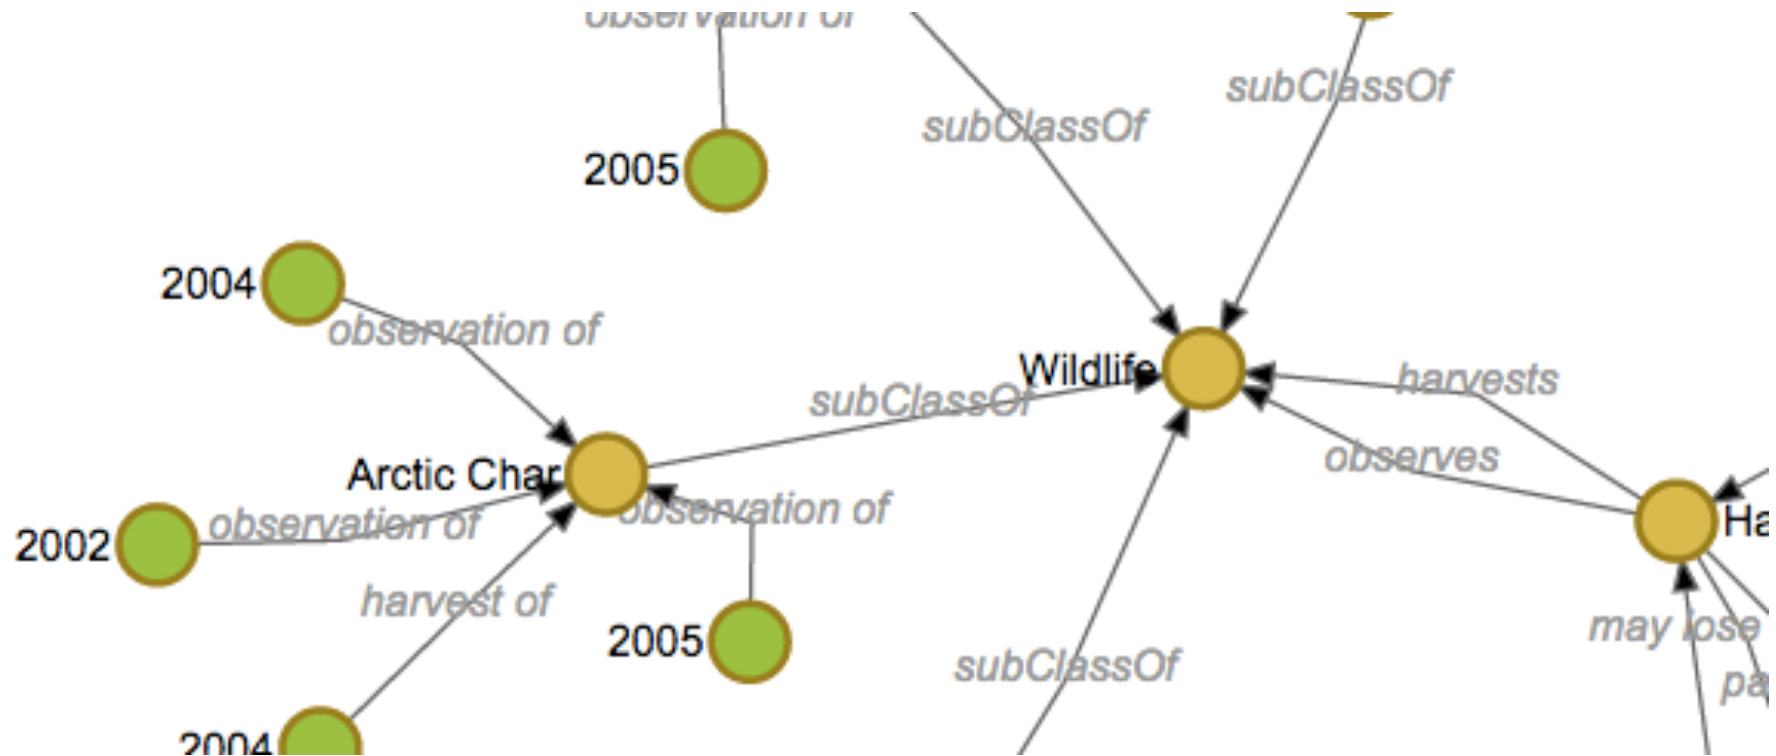 observation of
subClassOf
subClassOf
2005
2004
observation of
Wildlife
harvests
subClassOf
observes
Arctic Char
observation of
observation of
2002
harvest of
2005
may lose
subClassOf
2004